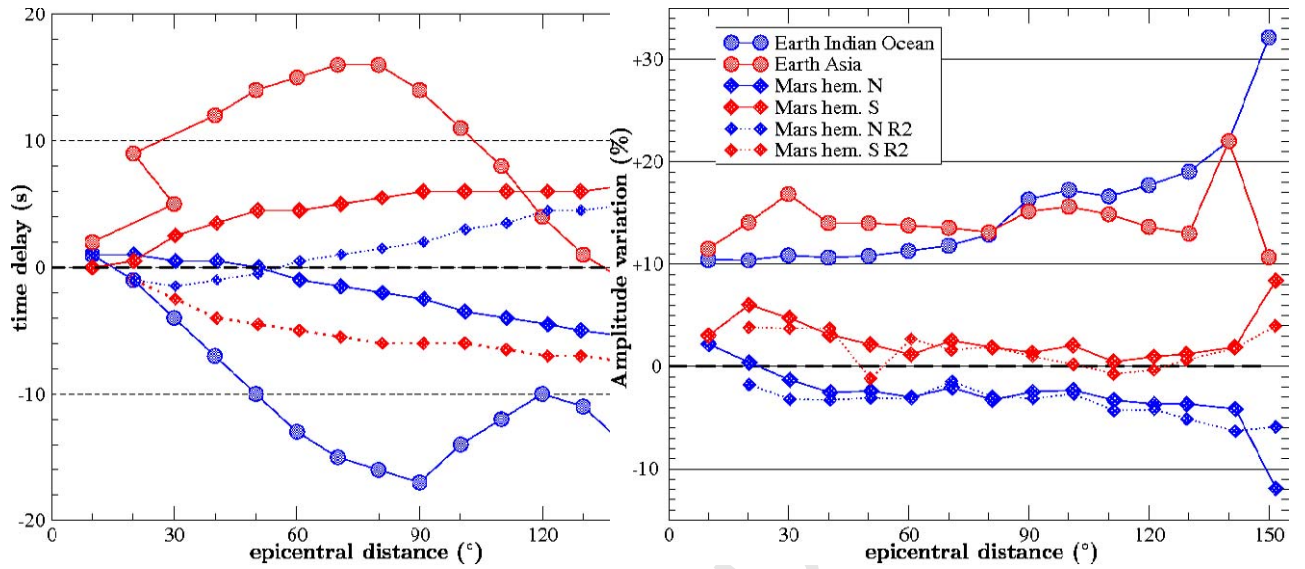 20
10
0
-10
-20
time delay (s)
0
30
60
90
120
epicentral distance (°)
+30
+20
+10
0
-10
Amplitude variation (%)
Earth Indian Ocean
Earth Asia
Mars hem. N
Mars hem. S
Mars hem. N R2
Mars hem. S R2
0
30
60
90
120
150
epicentral distance (°)